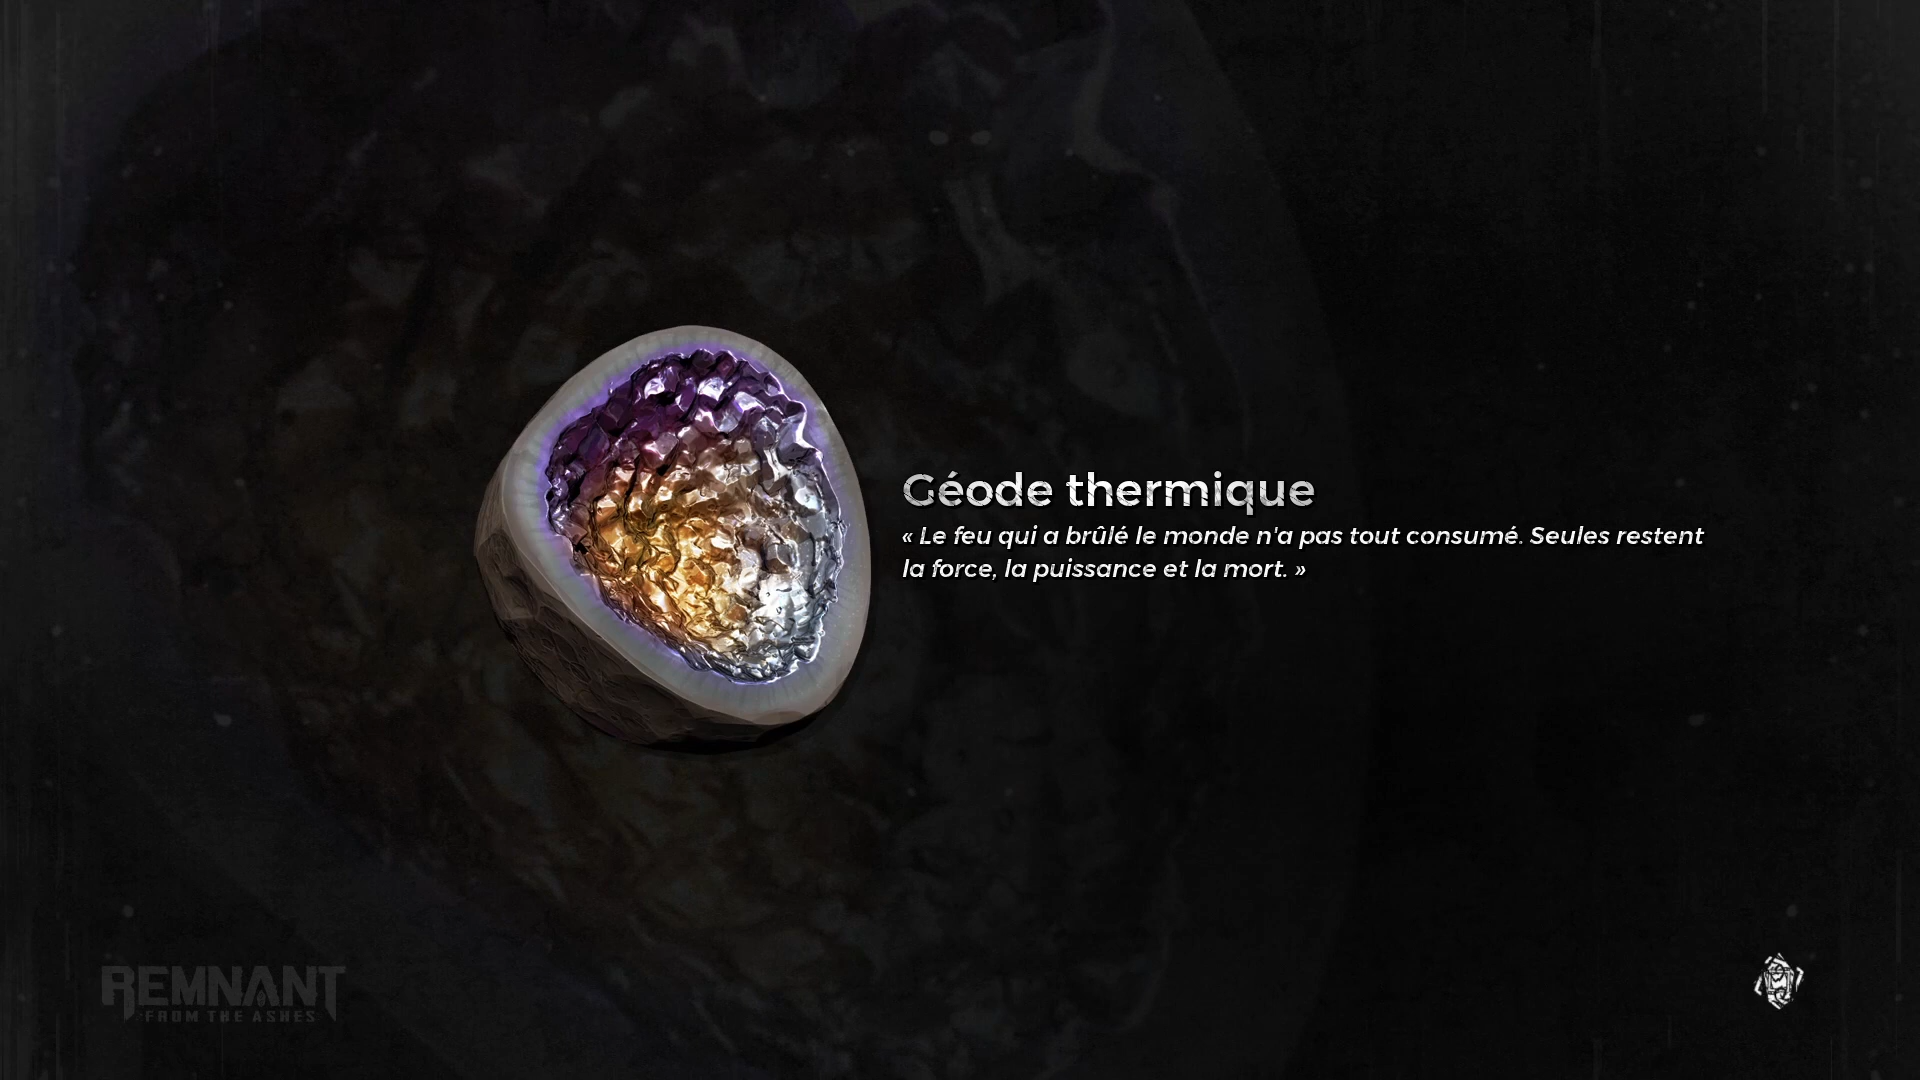 Géode thermique
« Le feu qui a brûlé le monde n'a pas tout consumé. Seules restent
la force, la puissance et la mort. »
REMNANT
FROM THE ASHES